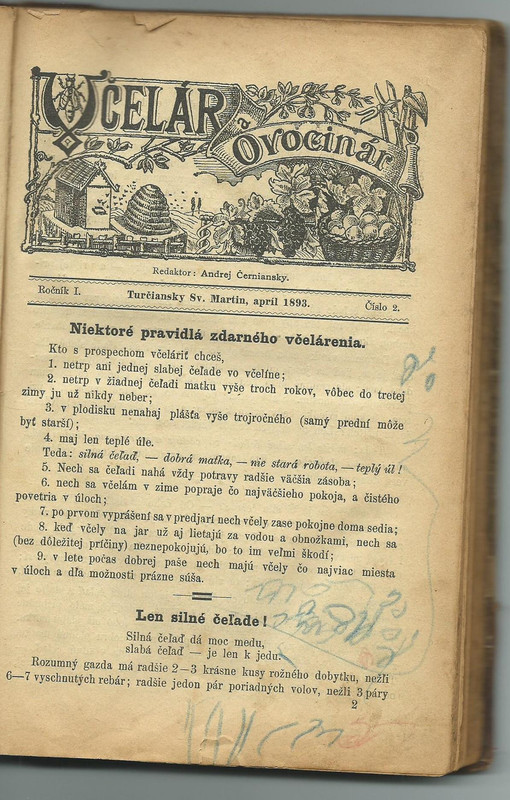 VČELÁR
a
Ovocinár
Redaktor: Andrej Černiansky.
Ročník I. Turčiansky Sv. Martin, apríl 1893. Číslo 2.
Niektoré pravidlá zdarného včelárenia.
Kto s prospechom včeláriť chceš,
1. netrp ani jednej slabej čeľade vo včelíne;
2. netrp v žiadnej čeľadi matku vyše troch rokov, vôbec do tretej
zimy ju už nikdy neber;
3. v plodisku nenahaj plášťa vyše trojročného (samý prední môže
byť starší);
4. maj len teplé úle.
Teda: silná čeľaď, — dobrá matka, — nie stará robota, — teplý úl!
5. Nech sa čeľadi nahá vždy potravy radšie väčšia zásoba;
6. nech sa včelám v zime popraje čo najväčšieho pokoja, a čistého
povetria v úloch;
7. po prvom vyprášení sa v predjarí nech včely zase pokojne doma sedia;
8. keď včely na jar už aj lietajú za vodou a obnožkami, nech sa
(bez dôležitej príčiny) neznepokojujú, bo to im veľmi škodí;
9. v lete počas dobrej paše nech majú včely čo najviac miesta
v úloch a dľa možnosti prázne súša.
Len silné čeľade!
Silná čeľaď dá moc medu,
slabá čeľaď — je len k jedu.
Rozumný gazda má radšie 2—3 krásne kusy rožného dobytku, nežli
6—7 vyschnutých rebár; radšie jedon pár poriadných volov, nežli 3 páry
2